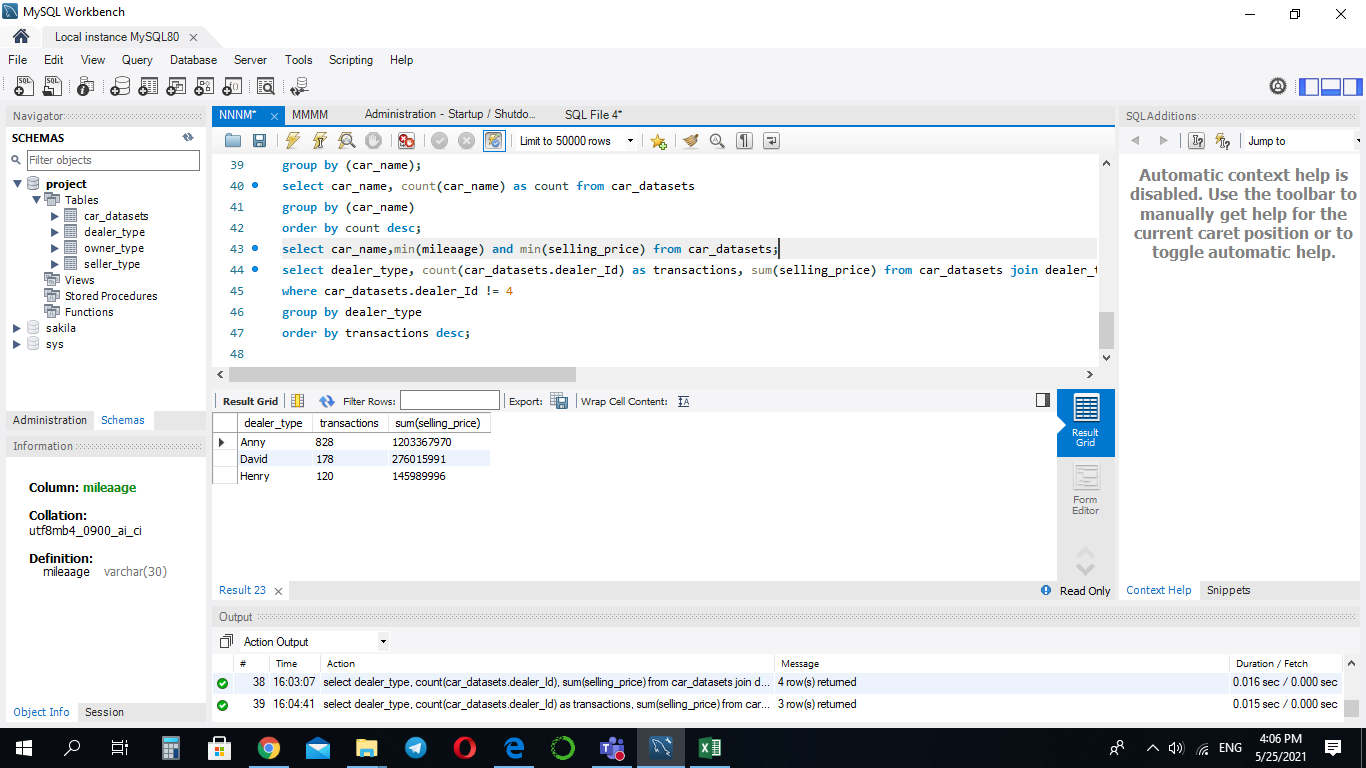 MySQL Workbench
Local instance MySQL80
File Edit View Query Database Server Tools Scripting Help
Navigator
SCHEMAS
Filter objects
project
Tables
car_datasets
dealer_type
owner_type
seller_type
Views
Stored Procedures
Functions
sakila
sys
Administration Schemas
Information
Column: mileaage
Collation:
utf8mb4_0900_ai_ci
Definition:
mileaage varchar(30)
Object Info Session
NNNM* MMMM Administration - Startup / Shutdo... SQL File 4*
Limit to 50000 rows
39 group by (car_name);
40 select car_name, count(car_name) as count from car_datasets
41 group by (car_name)
42 order by count desc;
43 select car_name,min(mileaage) and min(selling_price) from car_datasets;
44 select dealer_type, count(car_datasets.dealer_Id) as transactions, sum(selling_price) from car_datasets join dealer_t
45 where car_datasets.dealer_Id != 4
46 group by dealer_type
47 order by transactions desc;
48
Result Grid Filter Rows: Export: Wrap Cell Content:
dealer_type transactions sum(selling_price)
Anny 828 1203367970
David 178 276015991
Henry 120 145989996
Result Grid
Form Editor
Result 23 Read Only
Output
Action Output
# Time Action Message Duration / Fetch
38 16:03:07 select dealer_type, count(car_datasets.dealer_Id), sum(selling_price) from car_datasets join d... 4 row(s) returned 0.016 sec / 0.000 sec
39 16:04:41 select dealer_type, count(car_datasets.dealer_Id) as transactions, sum(selling_price) from car... 3 row(s) returned 0.015 sec / 0.000 sec
SQLAdditions
Jump to
Automatic context help is
disabled. Use the toolbar to
manually get help for the
current caret position or to
toggle automatic help.
Context Help Snippets
ENG
4:06 PM
5/25/2021